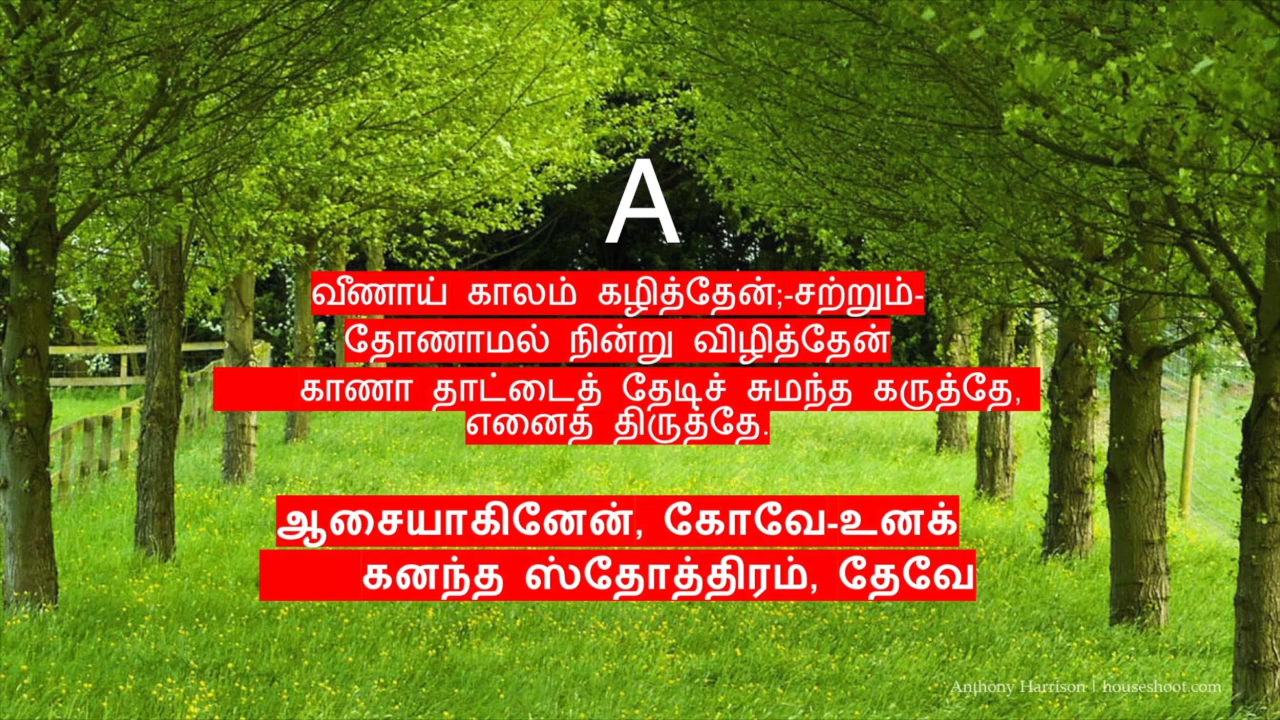 A
வீணாய் காலம் கழித்தேன்;-சற்றும்-
தோணாமல் நின்று விழித்தேன்
காணா தாட்டைத் தேடிச் சுமந்த கருத்தே,
எனைத் திருத்தே.
ஆசையாகினேன், கோவே-உனக்
கனந்த ஸ்தோத்திரம், தேவே
Anthony Harrison | houseshoot.com